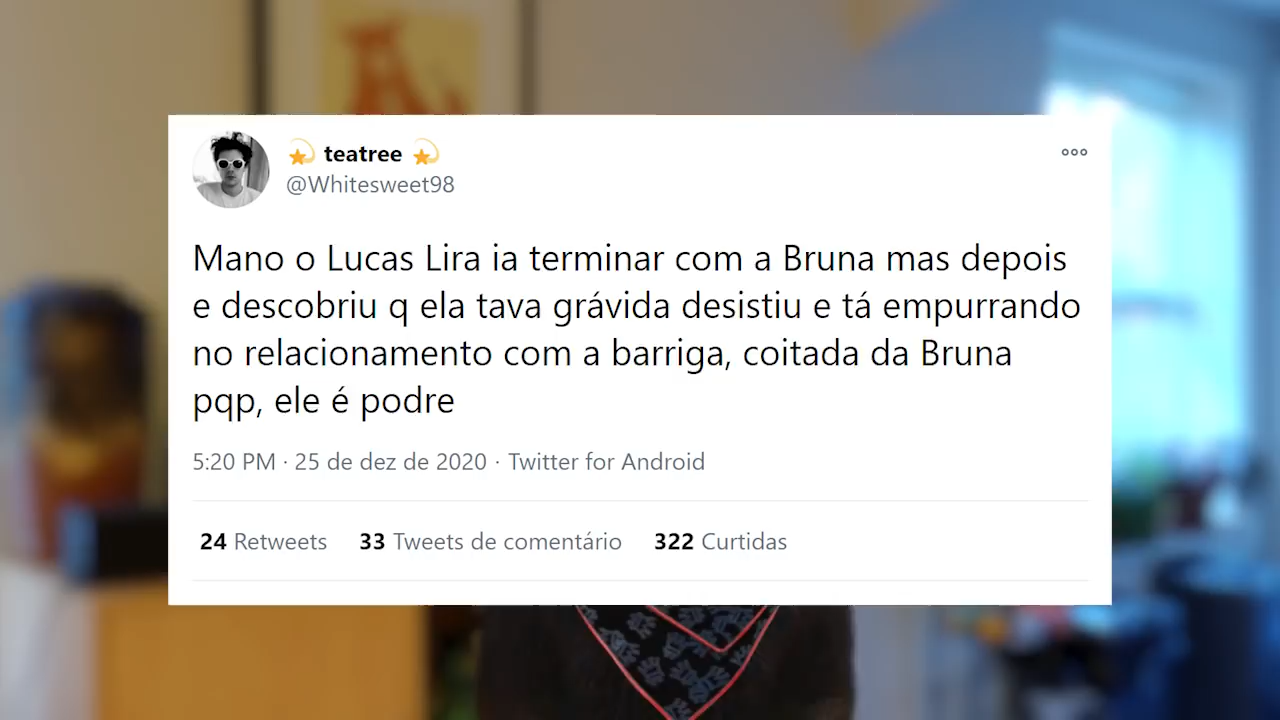 💫 teatree 💫
@Whitesweet98
Mano o Lucas Lira ia terminar com a Bruna mas depois
e descobriu q ela tava grávida desistiu e tá empurrando
no relacionamento com a barriga, coitada da Bruna
pqp, ele é podre
5:20 PM · 25 de dez de 2020 · Twitter for Android
24 Retweets 33 Tweets de comentário 322 Curtidas